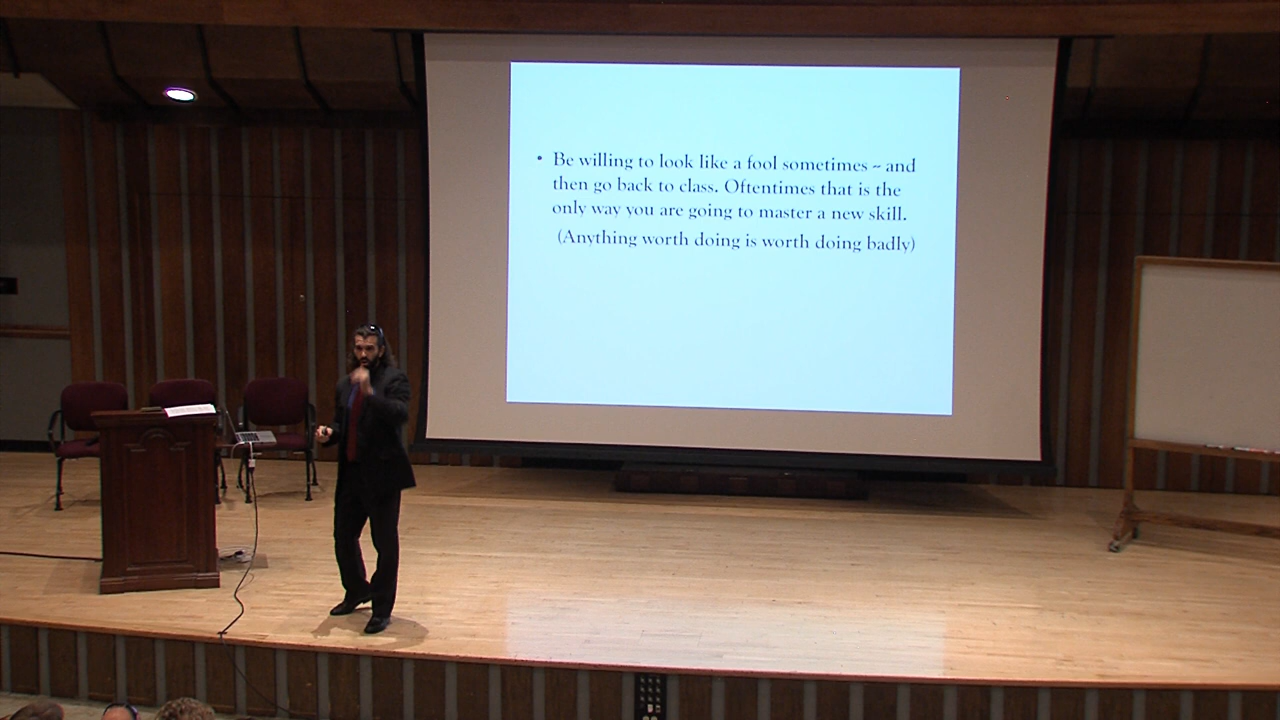 • Be willing to look like a fool sometimes ~ and
then go back to class. Oftentimes that is the
only way you are going to master a new skill.
(Anything worth doing is worth doing badly)